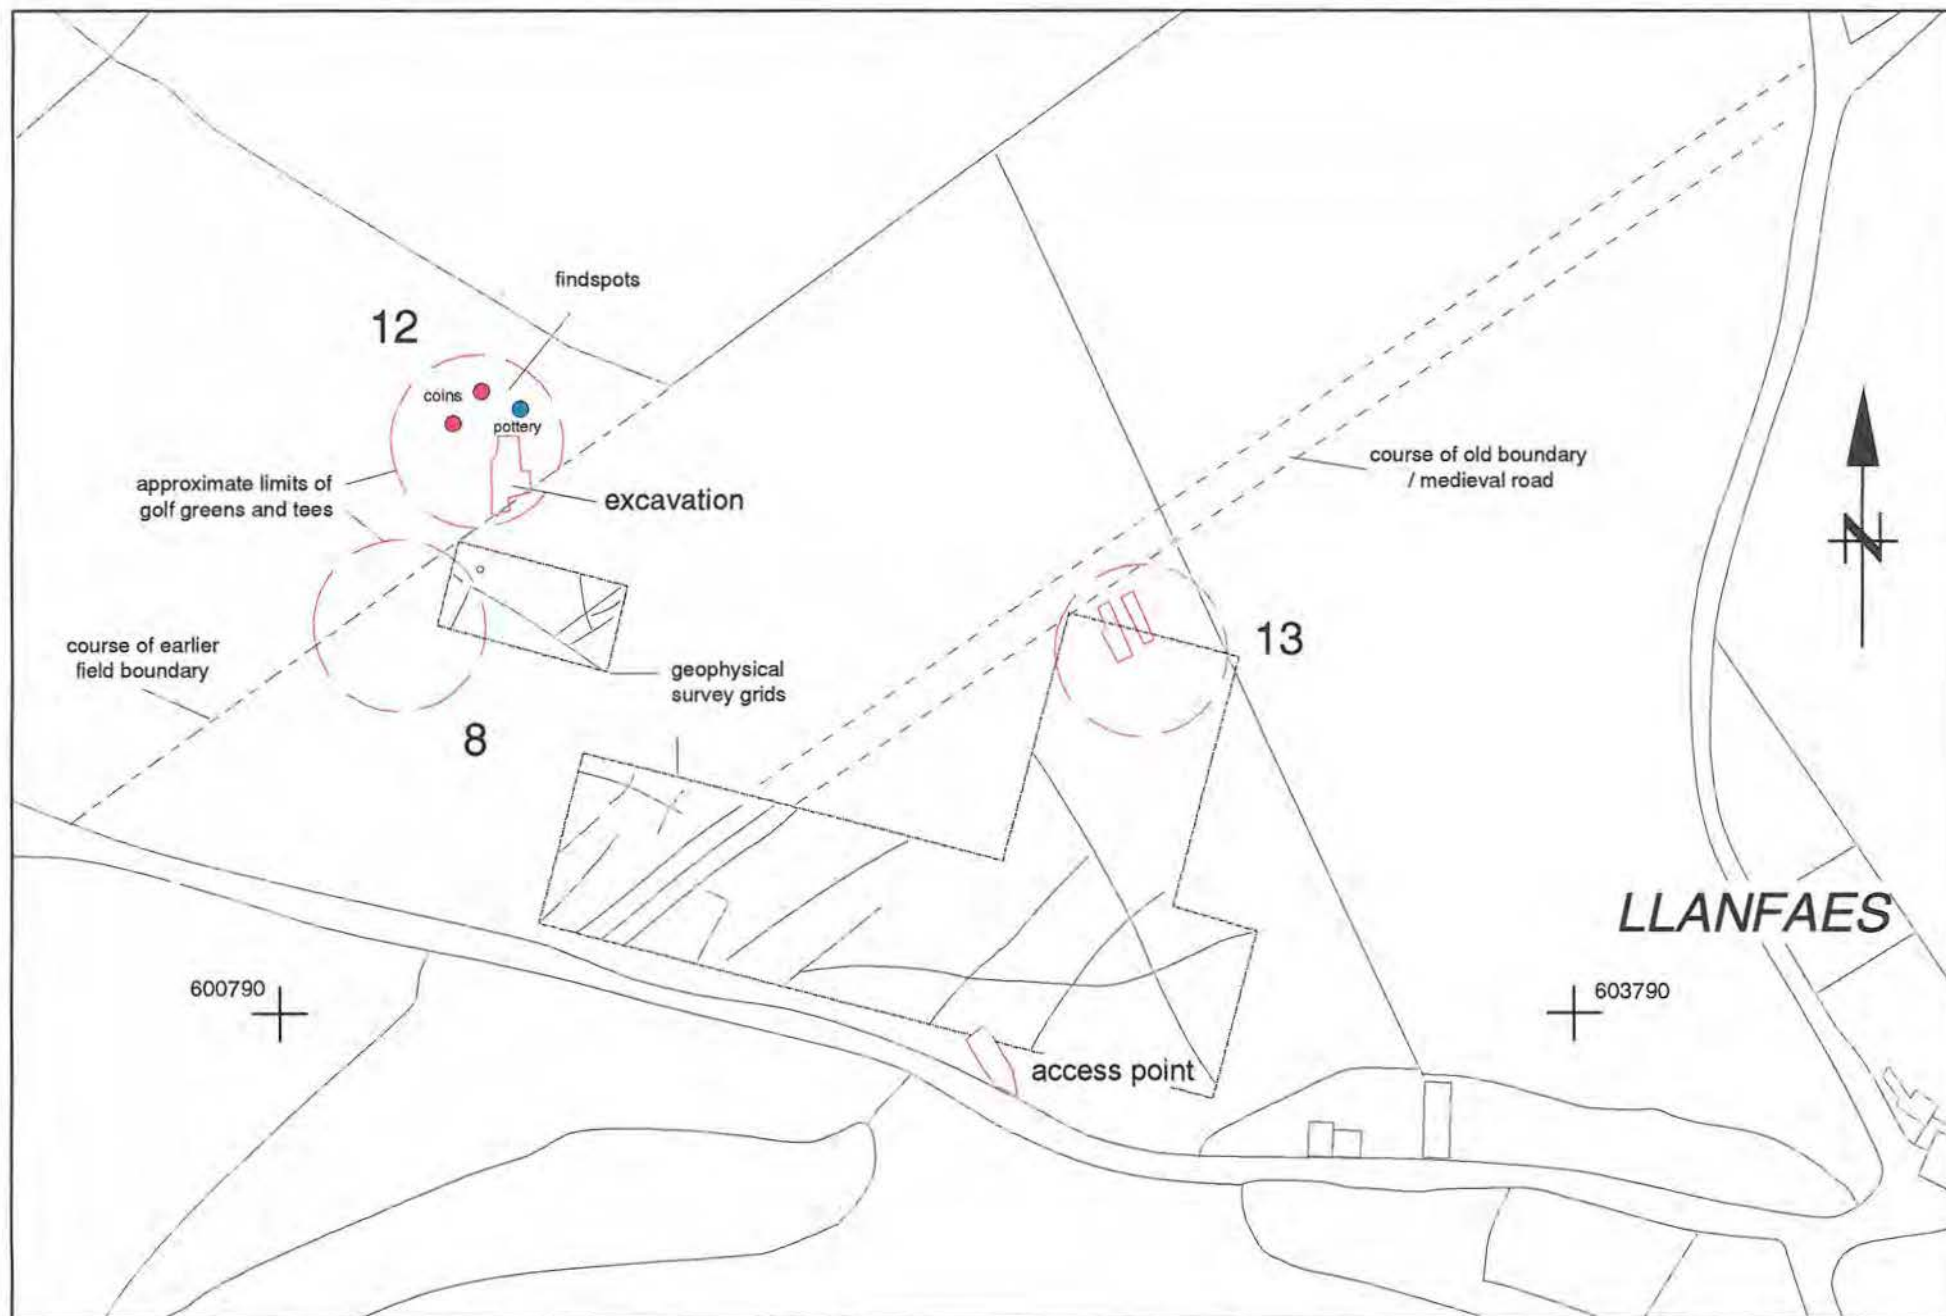 findspots
12
coins
pottery
approximate limits of
golf greens and tees
excavation
course of old boundary
/ medieval road
N
course of earlier
field boundary
13
geophysical
survey grids
8
LLANFAES
600790
603790
access point